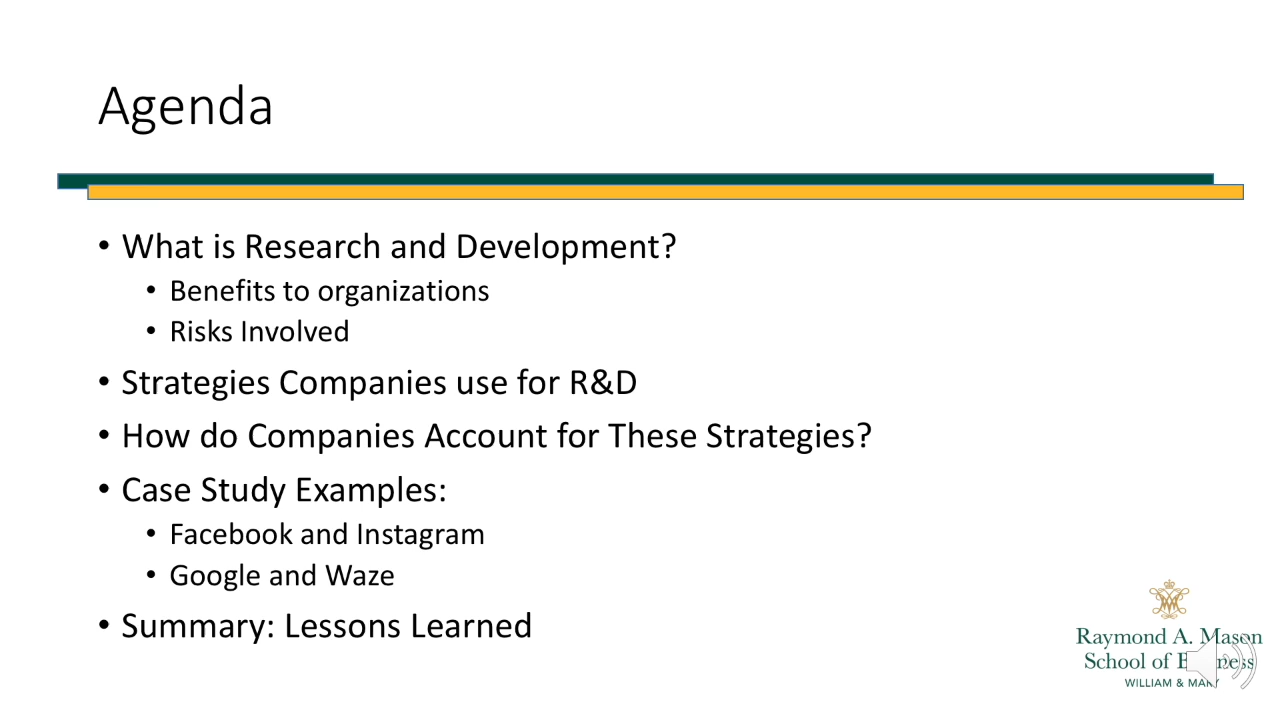 Agenda
• What is Research and Development?
• Benefits to organizations
• Risks Involved
• Strategies Companies use for R&D
• How do Companies Account for These Strategies?
• Case Study Examples:
• Facebook and Instagram
• Google and Waze
• Summary: Lessons Learned
Raymond A. Mason
School of Business
WILLIAM & MARY